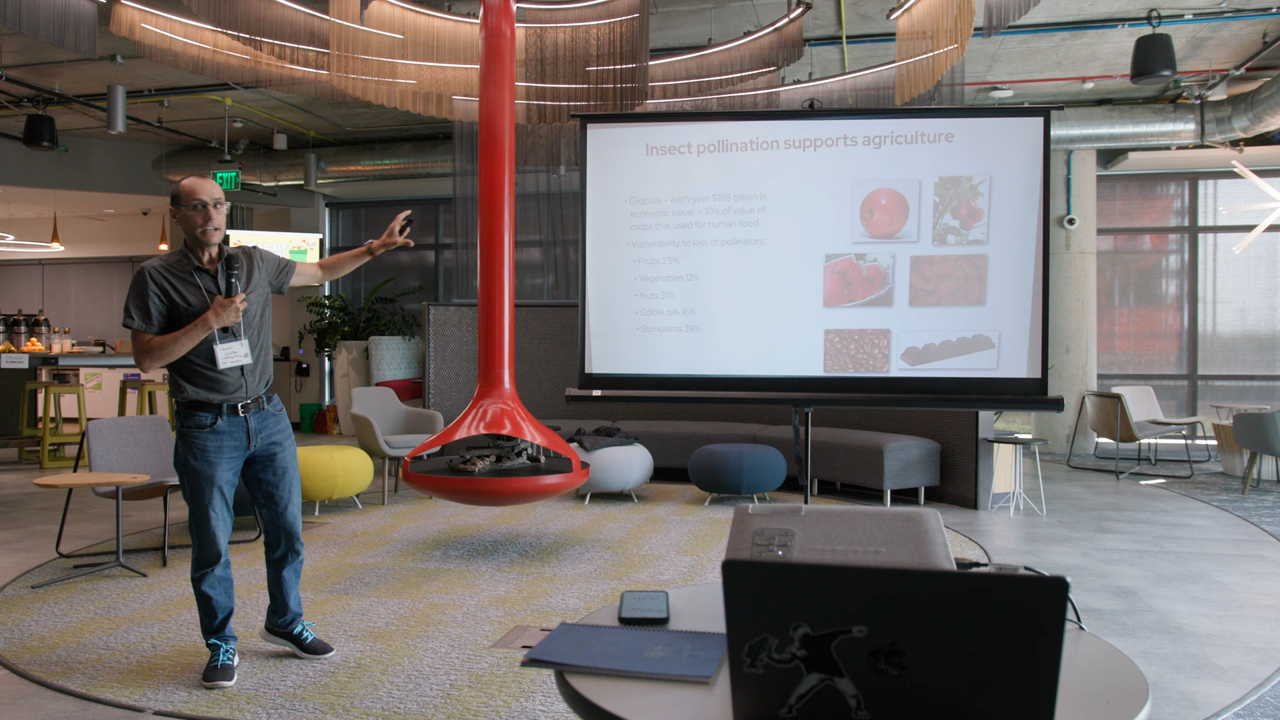 EXIT
Insect pollination supports agriculture
• Globally - each year $188 billion in
economic value < 10% of value of
crops that used for human food
• Vulnerability to loss of pollinators:
• Fruits 23%
• Vegetables 12%
• Nuts 31%
• Edible oils 16%
• Stimulants 39%